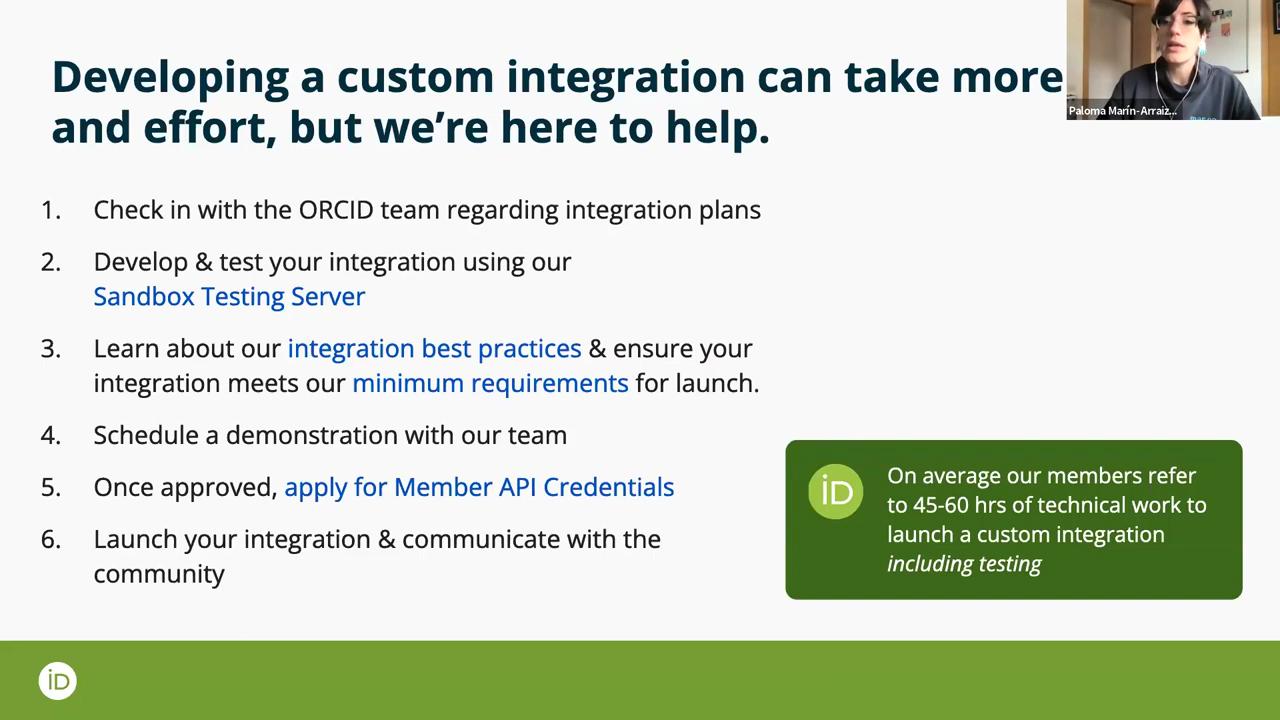 Developing a custom integration can take more
and effort, but we're here to help.
Paloma Marín-Arraiz...
1. Check in with the ORCID team regarding integration plans
2. Develop & test your integration using our
Sandbox Testing Server
3. Learn about our integration best practices & ensure your
integration meets our minimum requirements for launch.
4. Schedule a demonstration with our team
5. Once approved, apply for Member API Credentials
6. Launch your integration & communicate with the
community
iD
On average our members refer
to 45-60 hrs of technical work to
launch a custom integration
including testing
iD